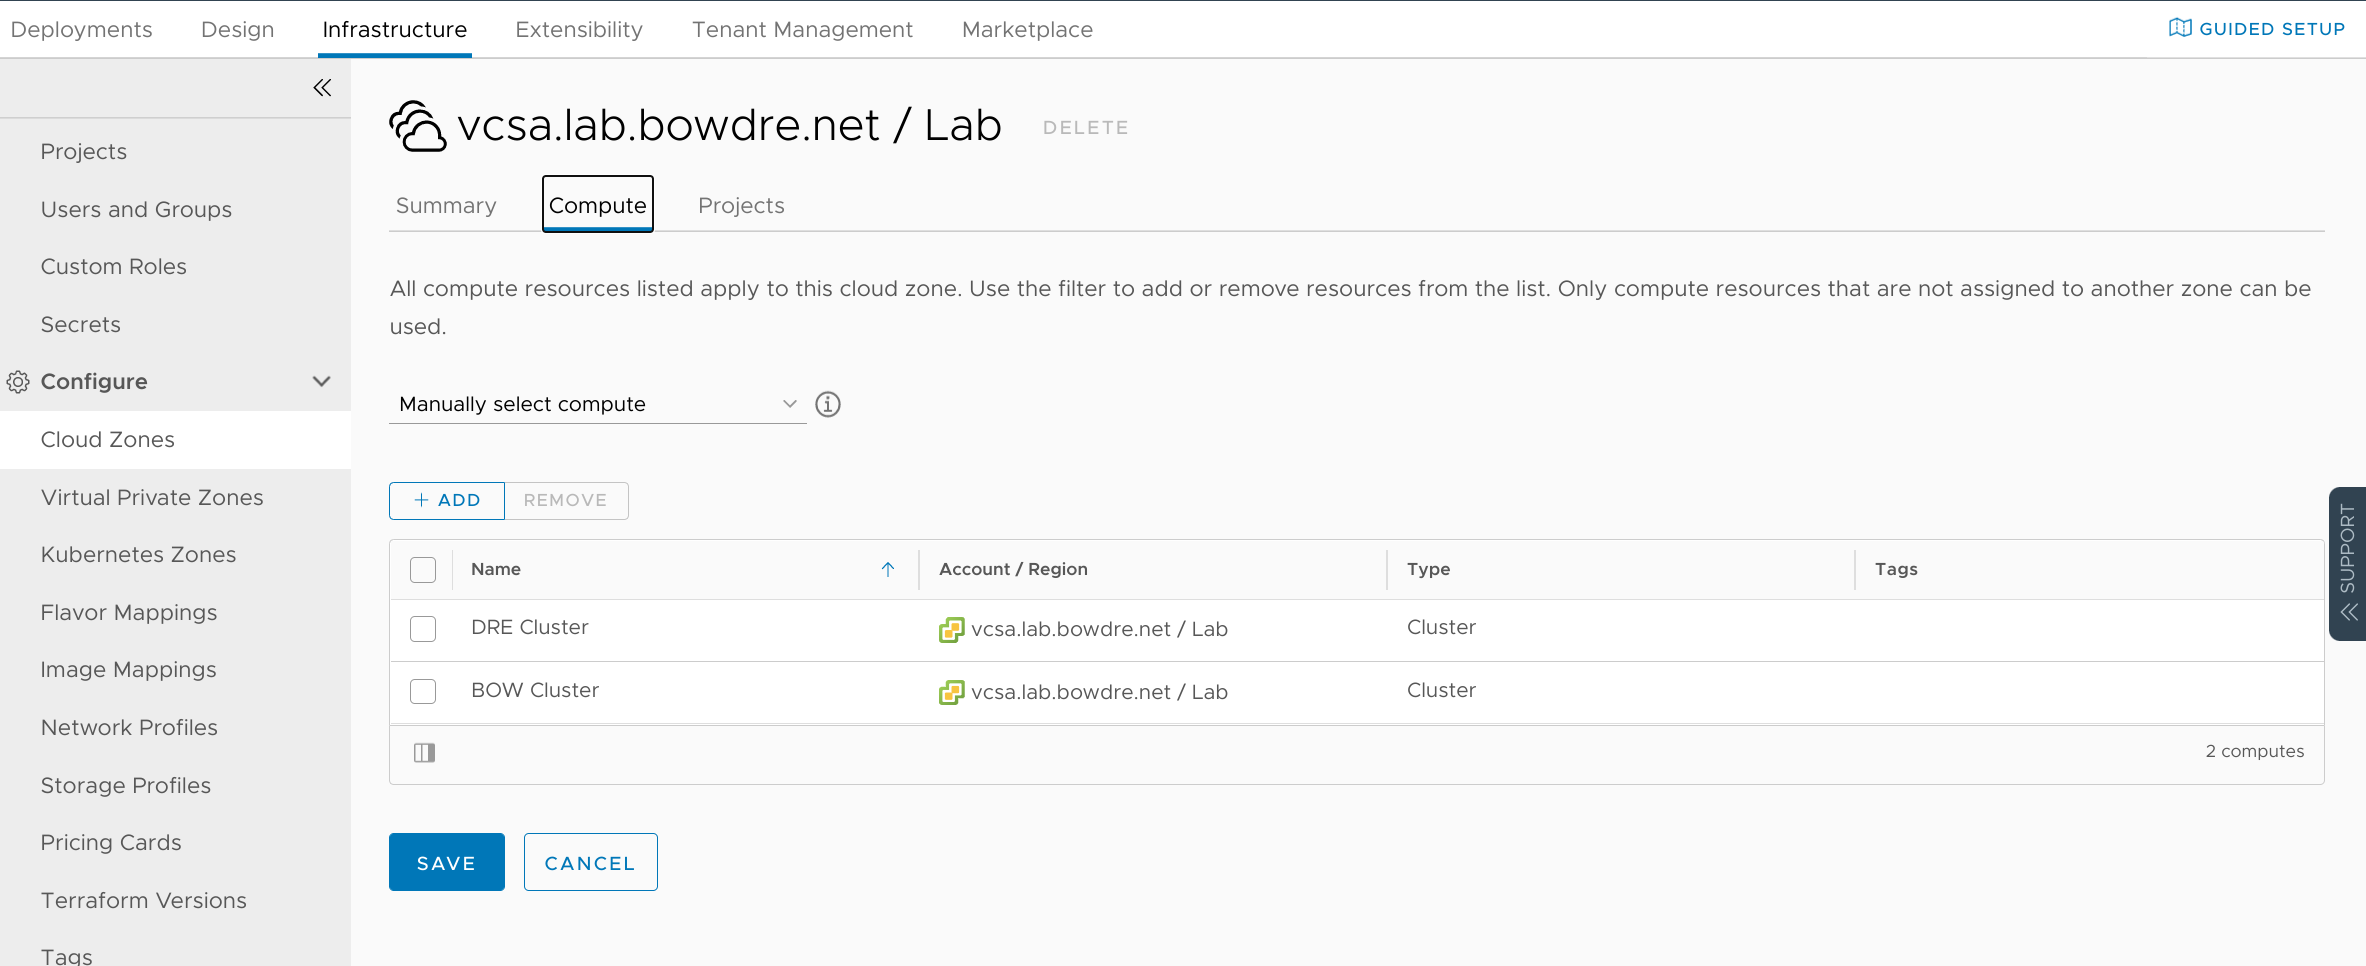 Deployments Design Infrastructure Extensibility Tenant Management Marketplace GUIDED SETUP
Projects
Users and Groups
Custom Roles
Secrets
Configure
Cloud Zones
Virtual Private Zones
Kubernetes Zones
Flavor Mappings
Image Mappings
Network Profiles
Storage Profiles
Pricing Cards
Terraform Versions
Tags
vcsa.lab.bowdre.net / Lab DELETE
Summary Compute Projects
All compute resources listed apply to this cloud zone. Use the filter to add or remove resources from the list. Only compute resources that are not assigned to another zone can be
used.
Manually select compute
+ ADD REMOVE
Name Account / Region Type Tags
DRE Cluster vcsa.lab.bowdre.net / Lab Cluster
BOW Cluster vcsa.lab.bowdre.net / Lab Cluster
2 computes
SAVE CANCEL
SUPPORT